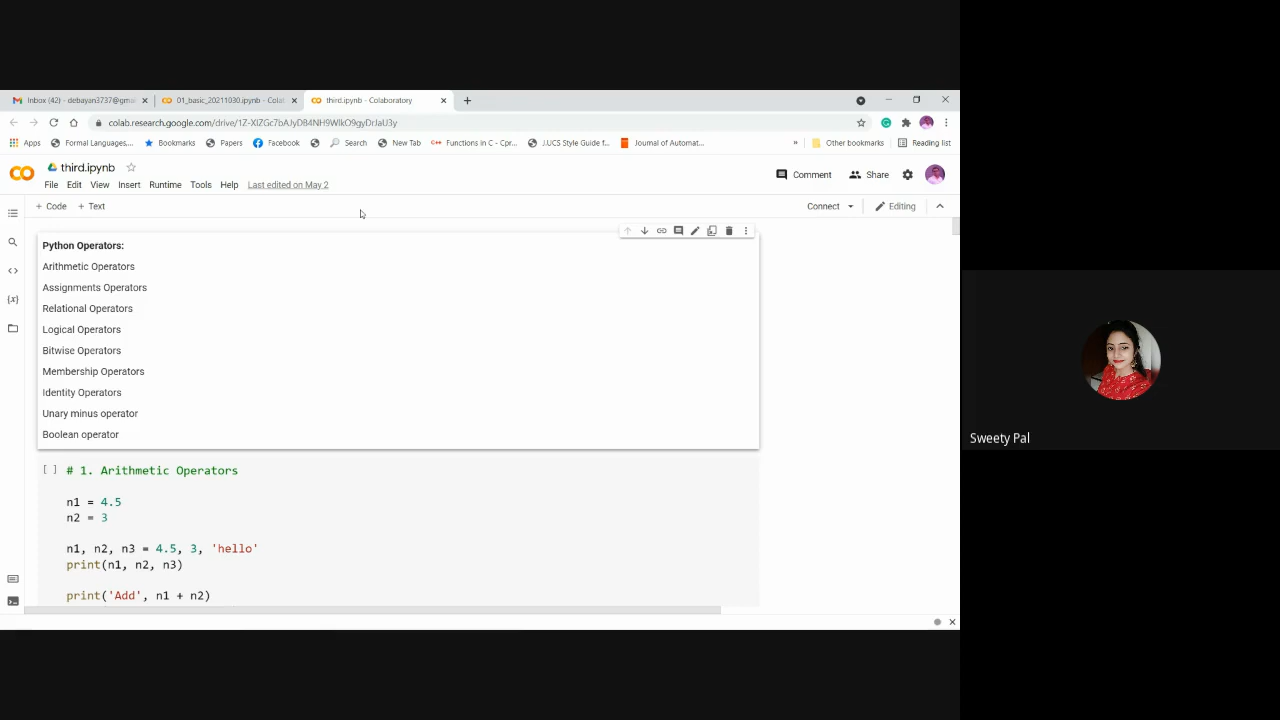 Inbox (42) - debayan3737@gma
01_basic_20211030.ipynb - Colab
third.ipynb - Colaboratory
colab.research.google.com/drive/
Apps Formal Languages,... Bookmarks Papers Facebook Search New Tab Functions in C - Cpr... J.UCS Style Guide f... Journal of Automat... » Other bookmarks Reading list
third.ipynb
Comment Share
File Edit View Insert Runtime Tools Help Last edited on May 2
+ Code + Text
Connect Editing
Python Operators:
Arithmetic Operators
Assignments Operators
Relational Operators
Logical Operators
Bitwise Operators
Membership Operators
Identity Operators
Unary minus operator
Boolean operator
[ ] # 1. Arithmetic Operators
n1 = 4.5
n2 = 3
n1, n2, n3 = 4.5, 3, 'hello'
print(n1, n2, n3)
print('Add', n1 + n2)
Sweety Pal